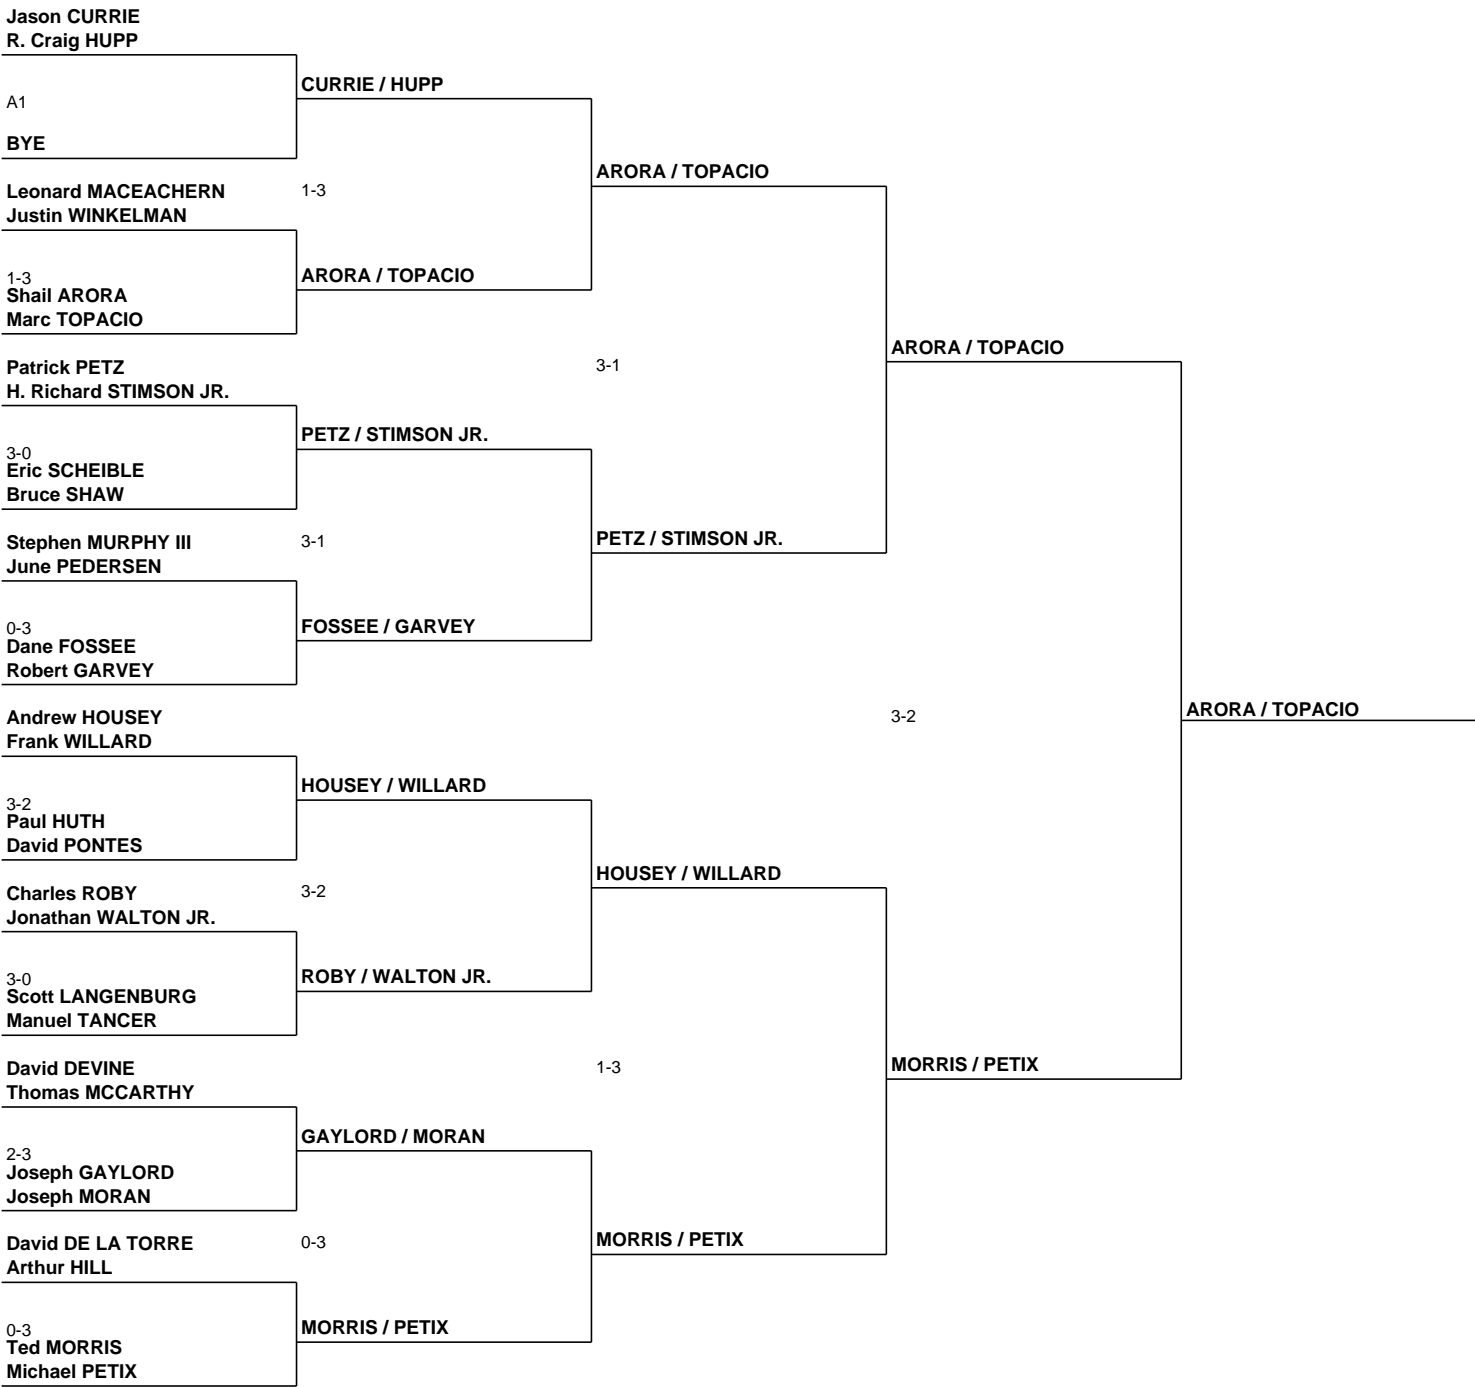 Jason CURRIE
R. Craig HUPP
A1
BYE
Leonard MACEACHERN
Justin WINKELMAN
1-3
Shail ARORA
Marc TOPACIO
Patrick PETZ
H. Richard STIMSON JR.
3-0
Eric SCHEIBLE
Bruce SHAW
Stephen MURPHY III
June PEDERSEN
0-3
Dane FOSSEE
Robert GARVEY
Andrew HOUSEY
Frank WILLARD
3-2
Paul HUTH
David PONTES
Charles ROBY
Jonathan WALTON JR.
3-0
Scott LANGENBURG
Manuel TANCER
David DEVINE
Thomas MCCARTHY
2-3
Joseph GAYLORD
Joseph MORAN
David DE LA TORRE
Arthur HILL
0-3
Ted MORRIS
Michael PETIX
CURRIE / HUPP
1-3
ARORA / TOPACIO
PETZ / STIMSON JR.
3-1
FOSSEE / GARVEY
HOUSEY / WILLARD
3-2
ROBY / WALTON JR.
GAYLORD / MORAN
0-3
MORRIS / PETIX
ARORA / TOPACIO
3-1
PETZ / STIMSON JR.
HOUSEY / WILLARD
1-3
MORRIS / PETIX
ARORA / TOPACIO
3-2
MORRIS / PETIX
ARORA / TOPACIO